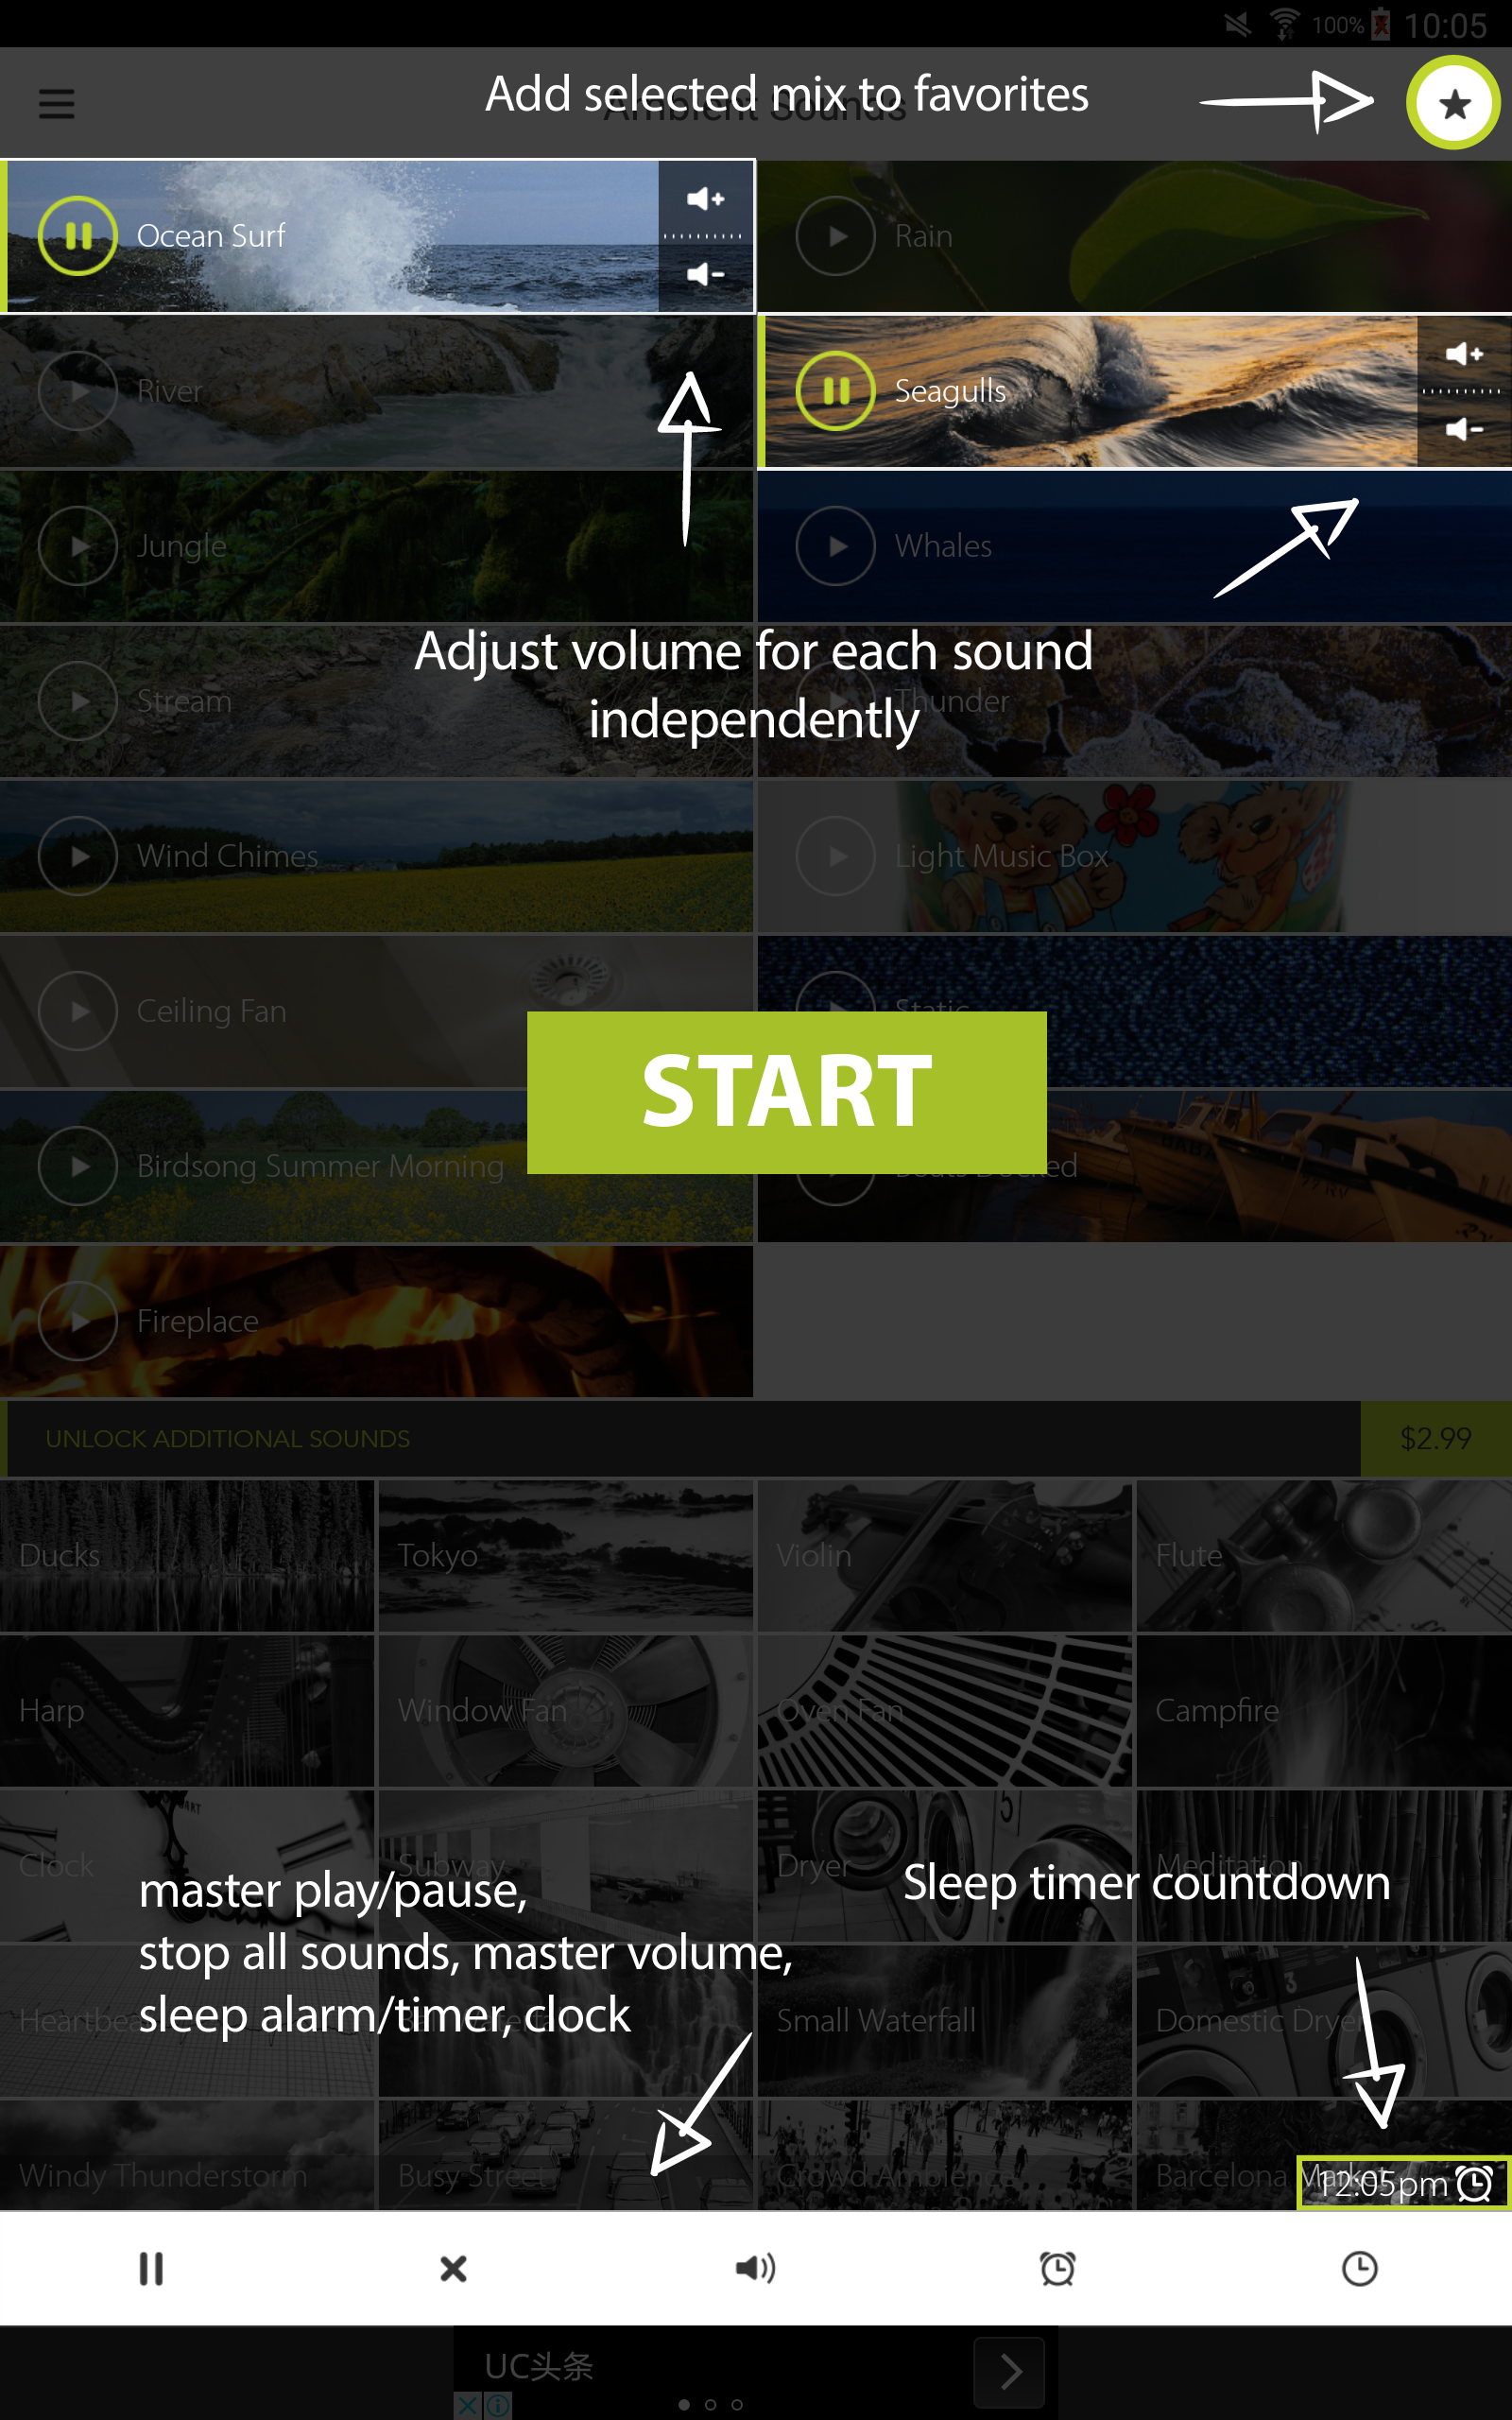 100% 10:05
Add selected mix to favorites
Ambient Sounds
Ocean Surf
Rain
River
Seagulls
Jungle
Whales
Adjust volume for each sound
independently
Stream
Thunder
Wind Chimes
Light Music Box
Ceiling Fan
Static
START
Birdsong Summer Morning
Boats Docked
Fireplace
UNLOCK ADDITIONAL SOUNDS
$2.99
Ducks
Tokyo
Violin
Flute
Harp
Window Fan
Oven Fan
Campfire
Clock
Subway
Dryer
Meditation
master play/pause,
stop all sounds, master volume,
sleep alarm/timer, clock
Sleep timer countdown
Small Waterfall
Domestic Dryer
Windy Thunderstorm
Busy Street
Crowd Ambience
Barcelona Market
12:05pm
UC头条